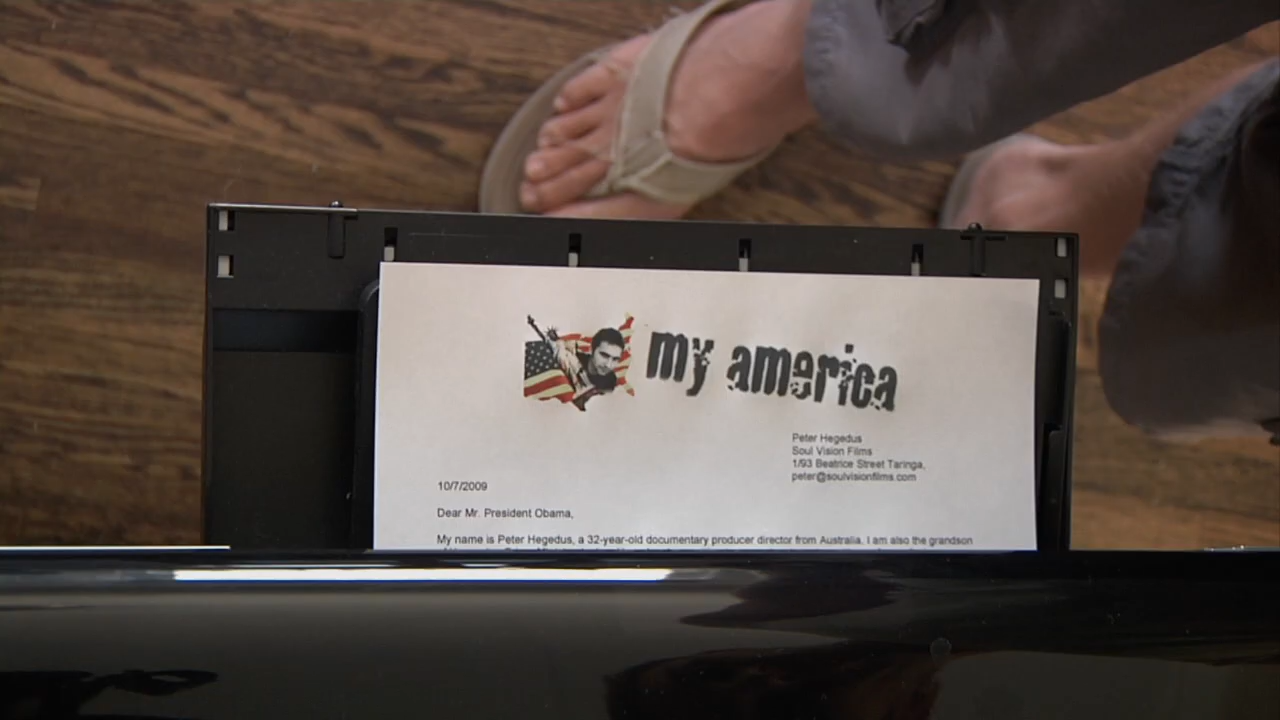 my america
Peter Hegedus
Soul Vision Films
1/93 Beatrice Street Taringa,
peter@soulvisionfilms.com
10/7/2009
Dear Mr. President Obama,
My name is Peter Hegedus, a 32-year-old documentary producer director from Australia. I am also the grandson